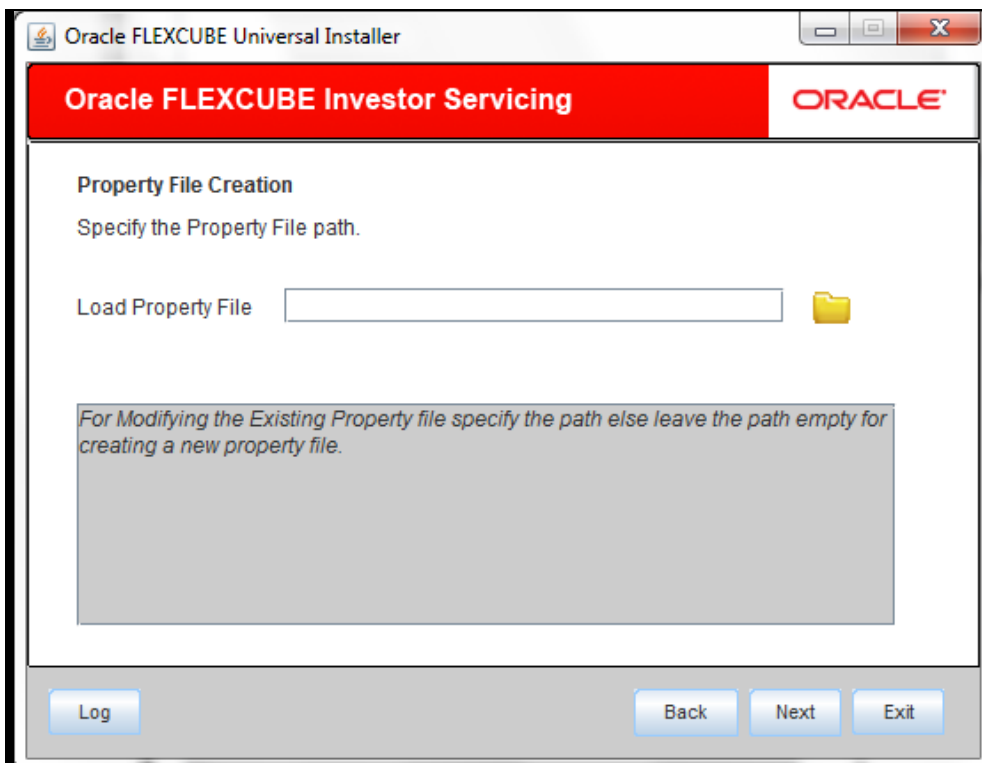 Oracle FLEXCUBE Universal Installer
Oracle FLEXCUBE Investor Servicing
ORACLE
Property File Creation
Specify the Property File path.
Load Property File
For Modifying the Existing Property file specify the path else leave the path empty for
creating a new property file.
Log
Back
Next
Exit